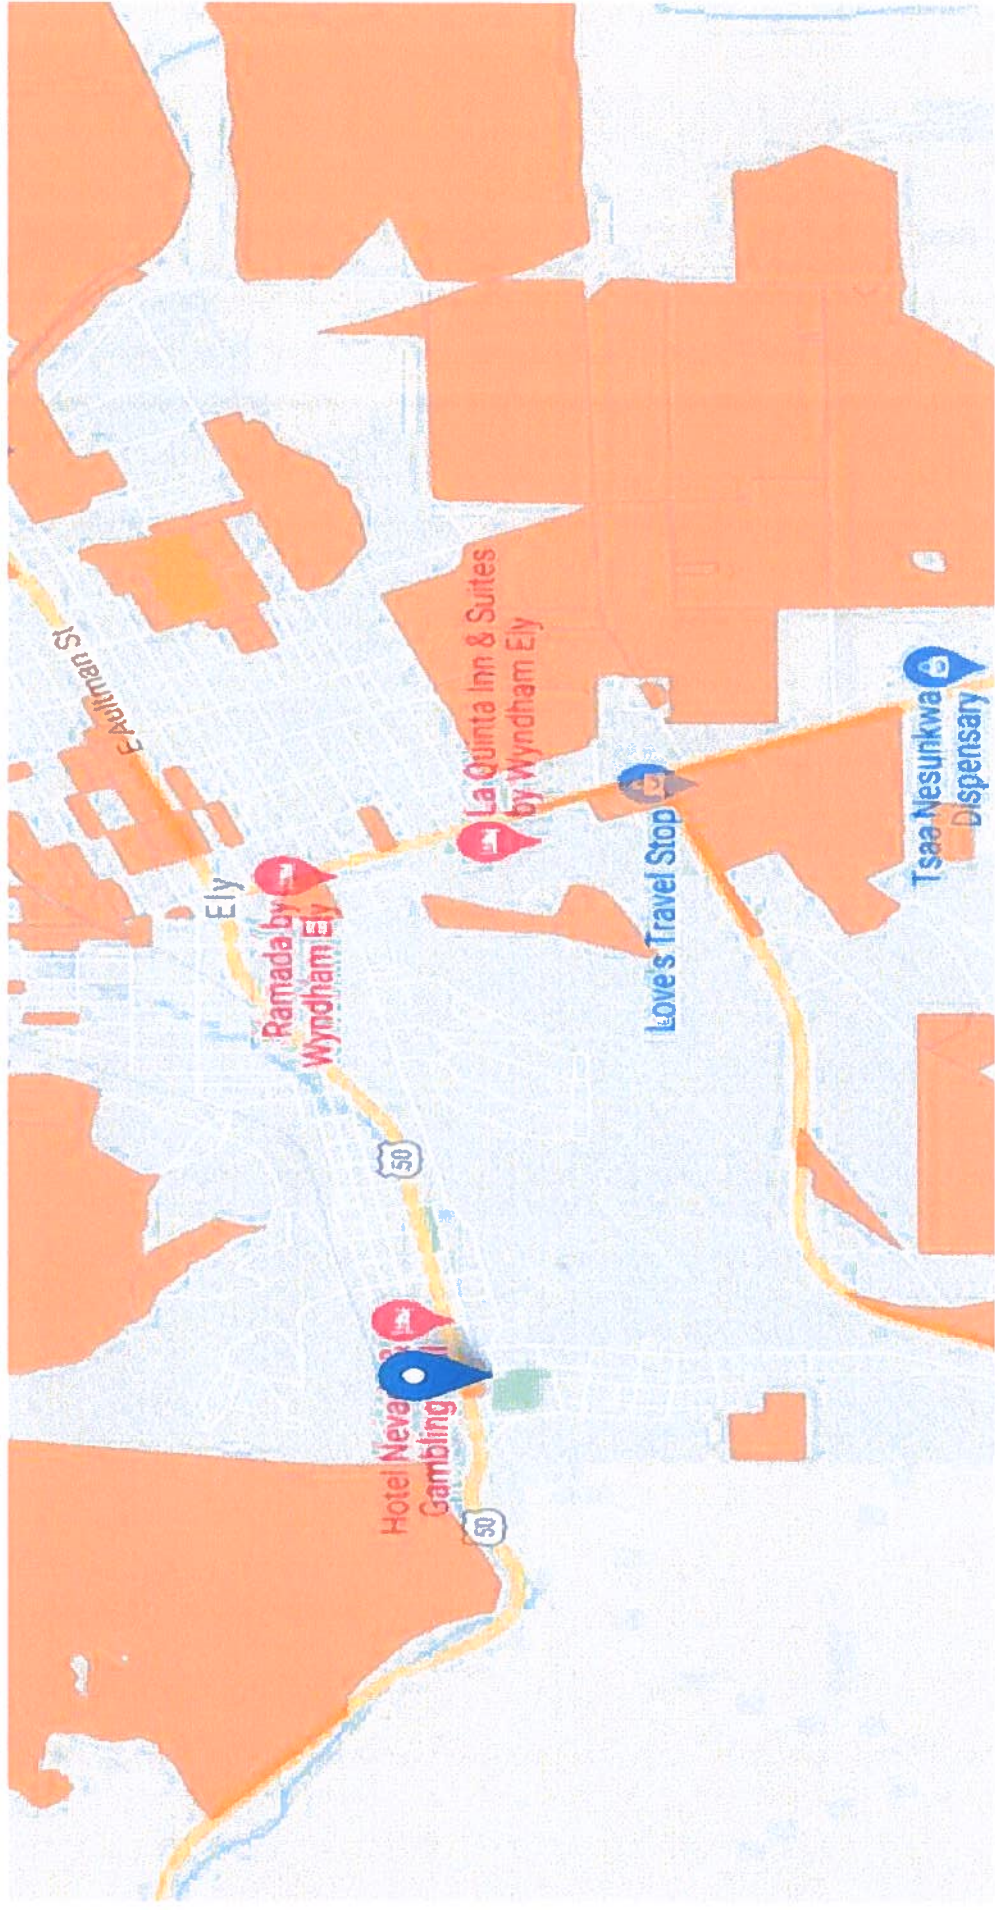 E Aultman St
Ely
Ramada by
Wyndham Ely
La Quinta Inn & Suites
by Wyndham Ely
Love's Travel Stop
Tsaa Nesunkwa
Dispensary
50
Hotel Neva
Gambling
50